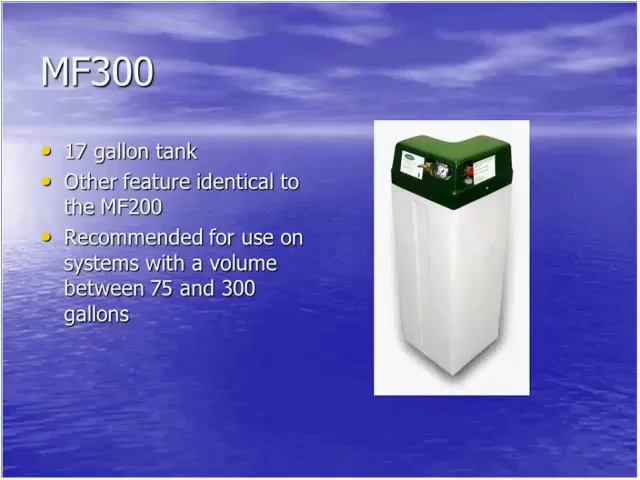 MF300
• 17 gallon tank
• Other feature identical to
the MF200
• Recommended for use on
systems with a volume
between 75 and 300
gallons